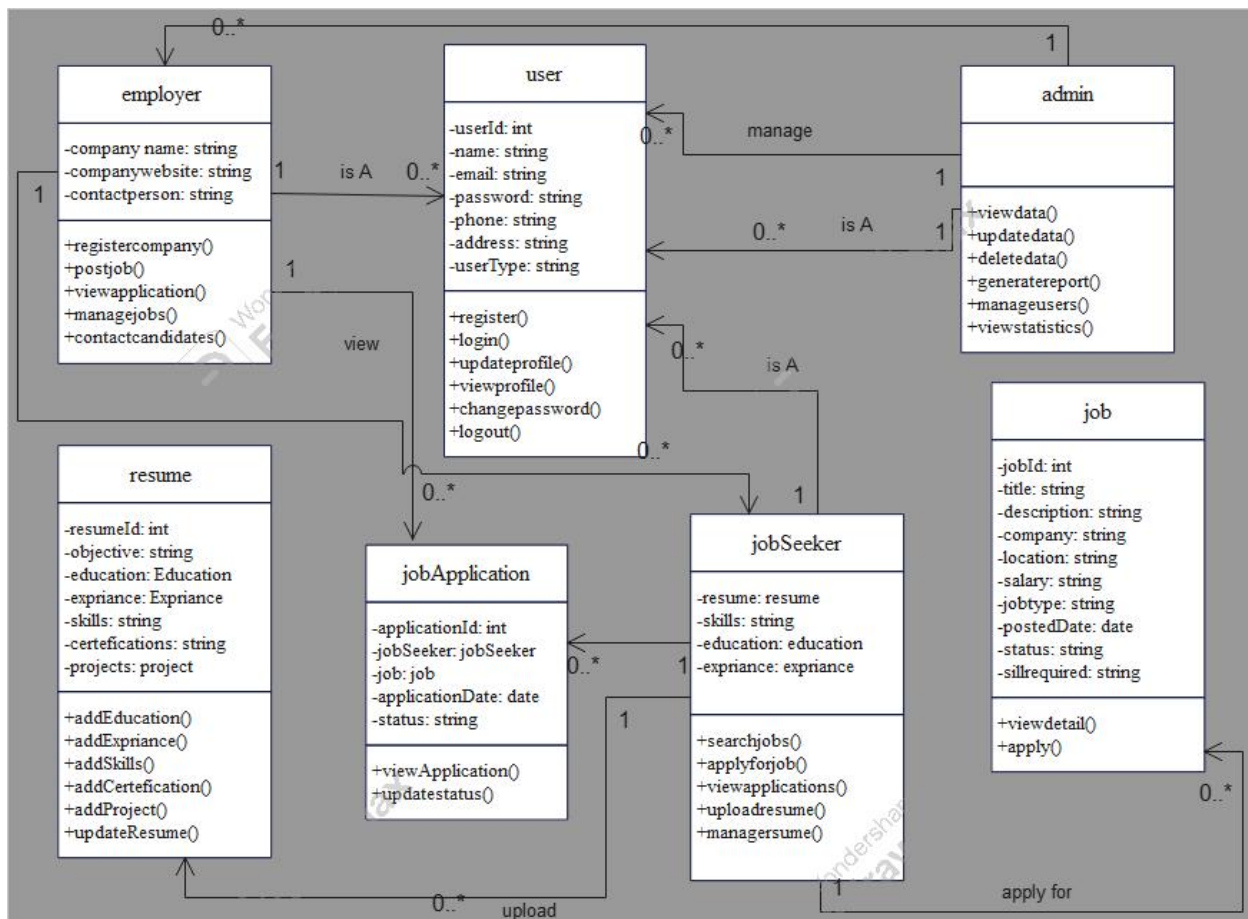 0..*
1
employer
-company name: string
-companywebsite: string
-contactperson: string
+registercompany()
+postjob()
+viewapplication()
+managejobs()
+contactcandidates()
user
-userId: int
-name: string
-email: string
-password: string
-phone: string
-address: string
-userType: string
+register()
+login()
+updateprofile()
+viewprofile()
+changepassword()
+logout()
admin
+viewdata()
+updatedata()
+deletedata()
+generatereport()
+manageusers()
+viewstatistics()
manage
0..*
1
1
is A
0..*
1
0..*
is A
1
1
view
0..*
is A
1
0..*
0..*
resume
-resumeId: int
-objective: string
-education: Education
-expriance: Expriance
-skills: string
-certefications: string
-projects: project
+addEducation()
+addExpriance()
+addSkills()
+addCertefication()
+addProject()
+updateResume()
jobApplication
-applicationId: int
-jobSeeker: jobSeeker
-job: job
-applicationDate: date
-status: string
+viewApplication()
+updatestatus()
jobSeeker
-resume: resume
-skills: string
-education: education
-expriance: expriance
+searchjobs()
+applyforjob()
+viewapplications()
+uploadresume()
+managersume()
job
-jobId: int
-title: string
-description: string
-company: string
-location: string
-salary: string
-jobtype: string
-postedDate: date
-status: string
-sillrequired: string
+viewdetail()
+apply()
0..*
1
1
0..*
0..*
upload
1
apply for